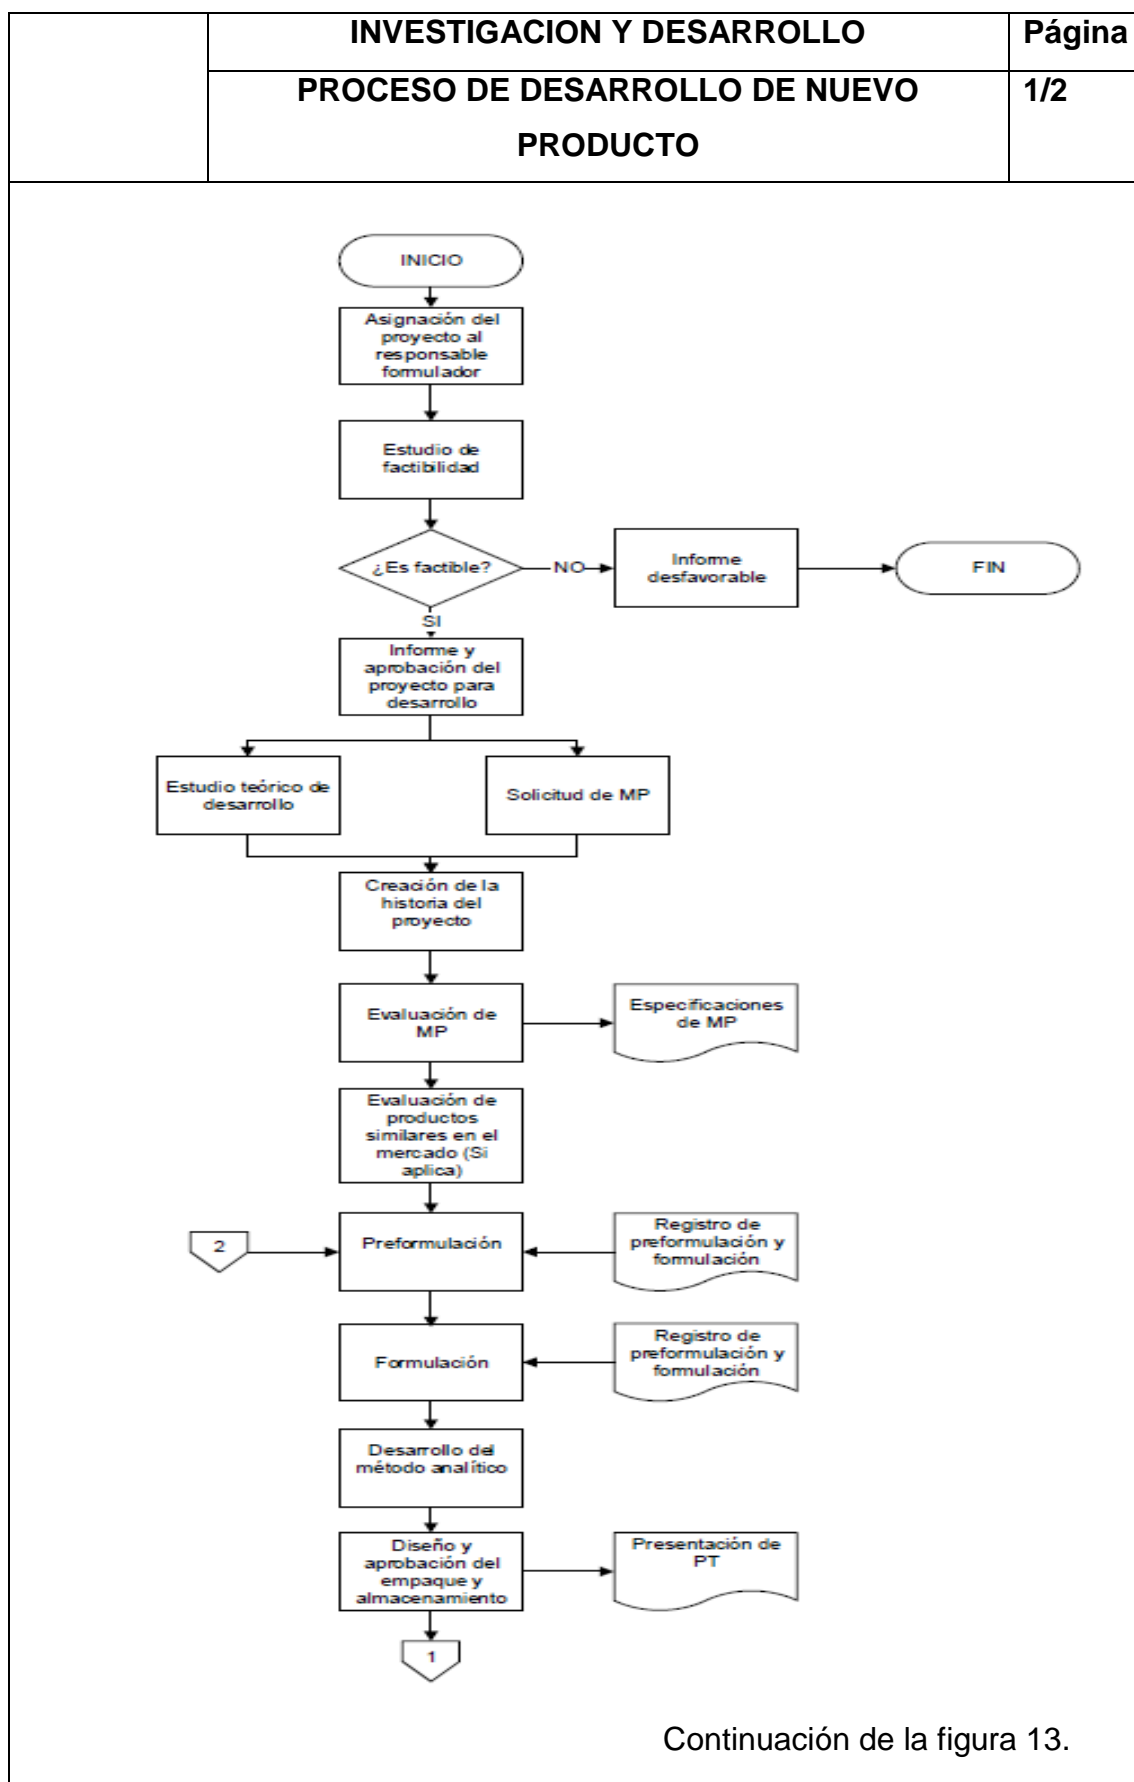 INVESTIGACION Y DESARROLLO
Página
PROCESO DE DESARROLLO DE NUEVO
PRODUCTO
1/2
INICIO
Asignación del
proyecto al
responsable
formulador
Estudio de
factibilidad
¿Es factible?
NO
Informe
desfavorable
FIN
SI
Informe y
aprobación del
proyecto para
desarrollo
Estudio teórico de
desarrollo
Solicitud de MP
Creación de la
historia del
proyecto
Evaluación de
MP
Especificaciones
de MP
Evaluación de
productos
similares en el
mercado (Si
aplica)
2
Preformulación
Registro de
preformulación y
formulación
Formulación
Registro de
preformulación y
formulación
Desarrollo del
método analítico
Diseño y
aprobación del
empaque y
almacenamiento
Presentación de
PT
1
Continuación de la figura 13.